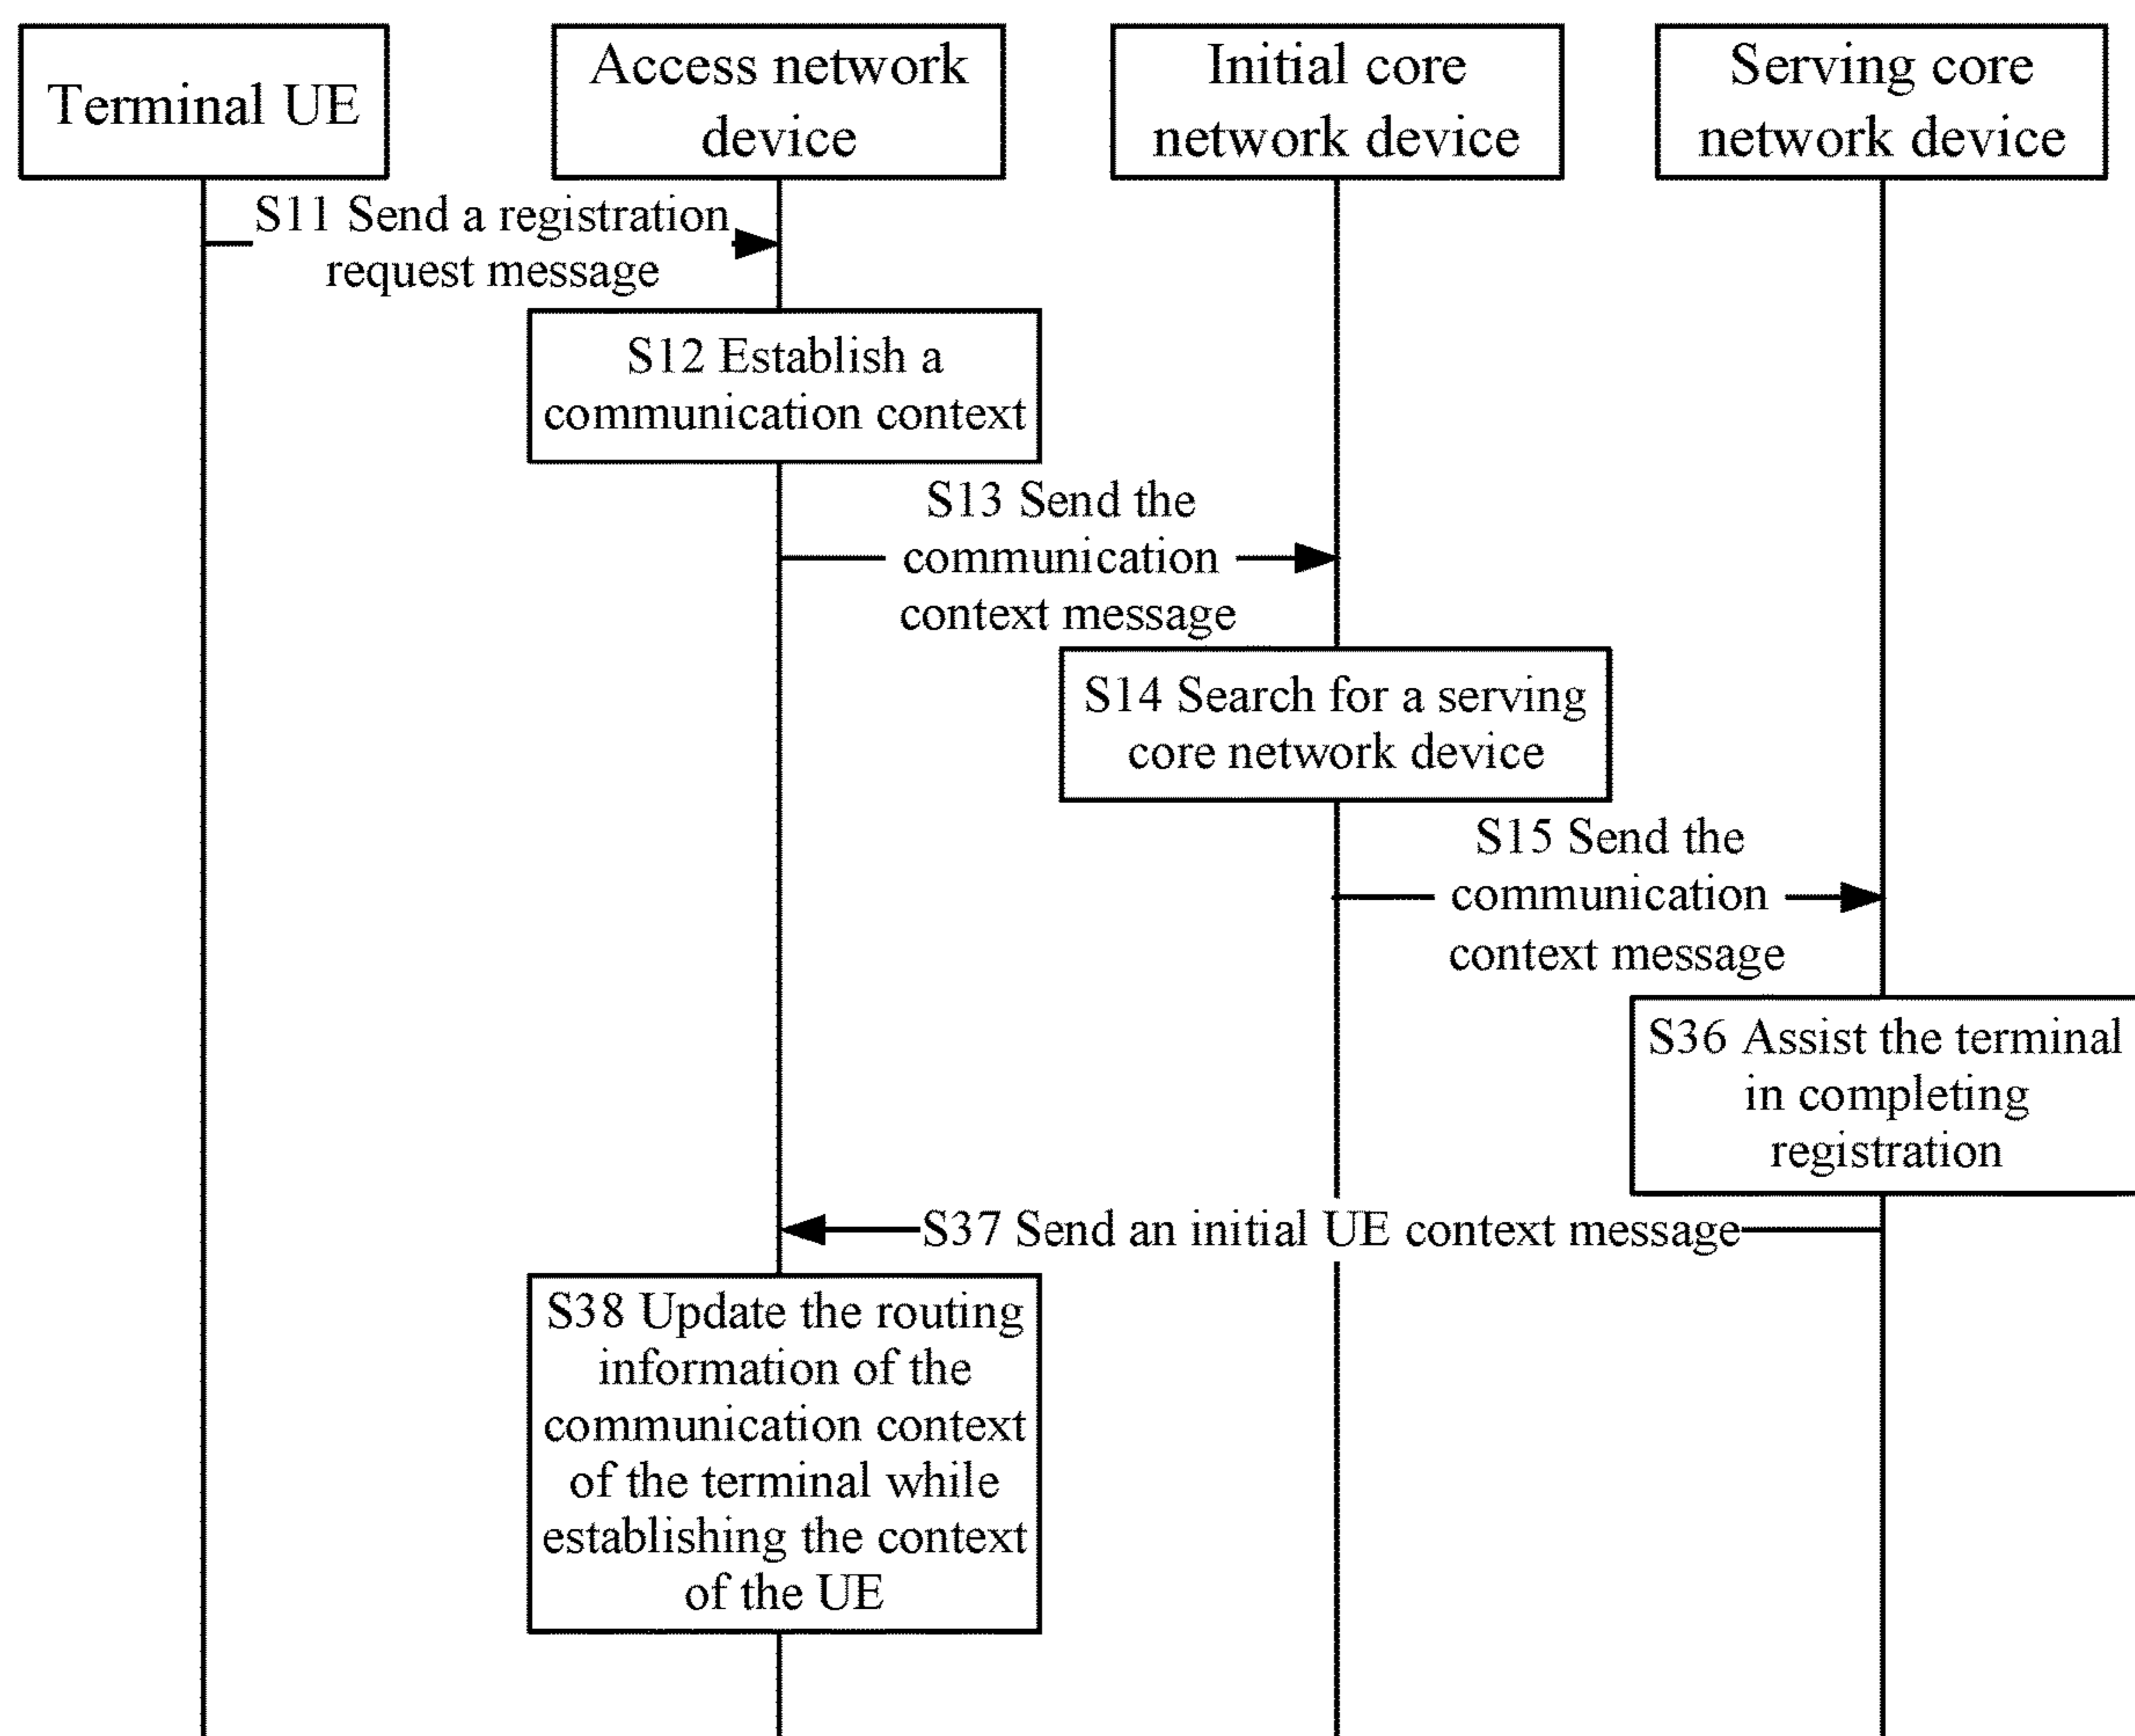 Terminal UE
Access network
device
Initial core
network device
Serving core
network device
S11 Send a registration
request message
S12 Establish a
communication context
S13 Send the
communication
context message
S14 Search for a serving
core network device
S15 Send the
communication
context message
S36 Assist the terminal
in completing
registration
S37 Send an initial UE context message
S38 Update the routing
information of the
communication context
of the terminal while
establishing the context
of the UE